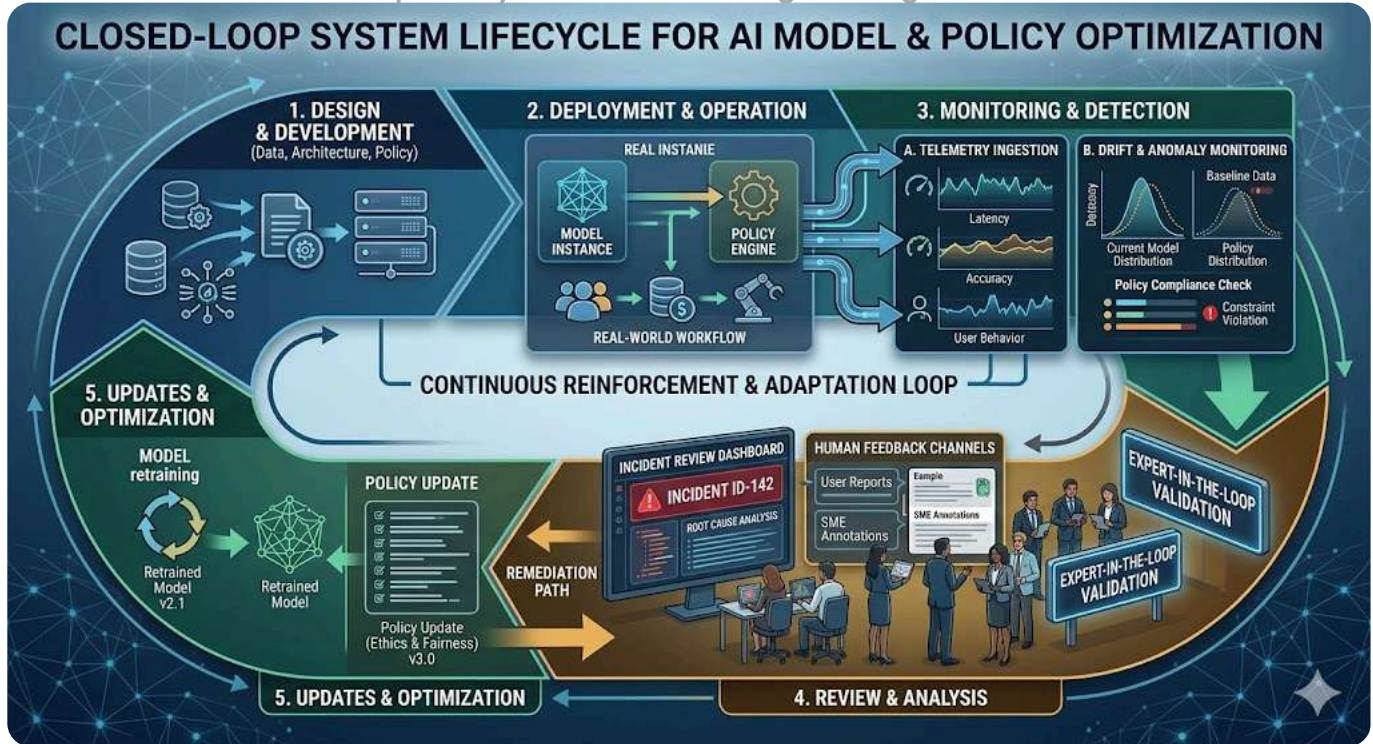 CLOSED-LOOP SYSTEM LIFECYCLE FOR AI MODEL & POLICY OPTIMIZATION
1. DESIGN
& DEVELOPMENT
(Data, Architecture, Policy)
2. DEPLOYMENT & OPERATION
REAL INSTANIE
MODEL
INSTANCE
POLICY
ENGINE
$
REAL-WORLD WORKFLOW
3. MONITORING & DETECTION
A. TELEMETRY INGESTION
Latency
Accuracy
User Behavior
B. DRIFT & ANOMALY MONITORING
Baseline Data
Current Model
Distribution
Policy
Distribution
Policy Compliance Check
!
Constraint
Violation
CONTINUOUS REINFORCEMENT & ADAPTATION LOOP
5. UPDATES &
OPTIMIZATION
MODEL
retraining
Retrained
Model
v2.1
Retrained
Model
POLICY UPDATE
Policy Update
(Ethics & Fairness)
v3.0
REMEDIATION
PATH
INCIDENT REVIEW DASHBOARD
! INCIDENT ID-142
ROOT CAUSE ANALYSIS
HUMAN FEEDBACK CHANNELS
User Reports
SME
Annotations
Eample
SME Annotations
EXPERT-IN-THE-LOOP
VALIDATION
EXPERT-IN-THE-LOOP
VALIDATION
5. UPDATES & OPTIMIZATION
4. REVIEW & ANALYSIS